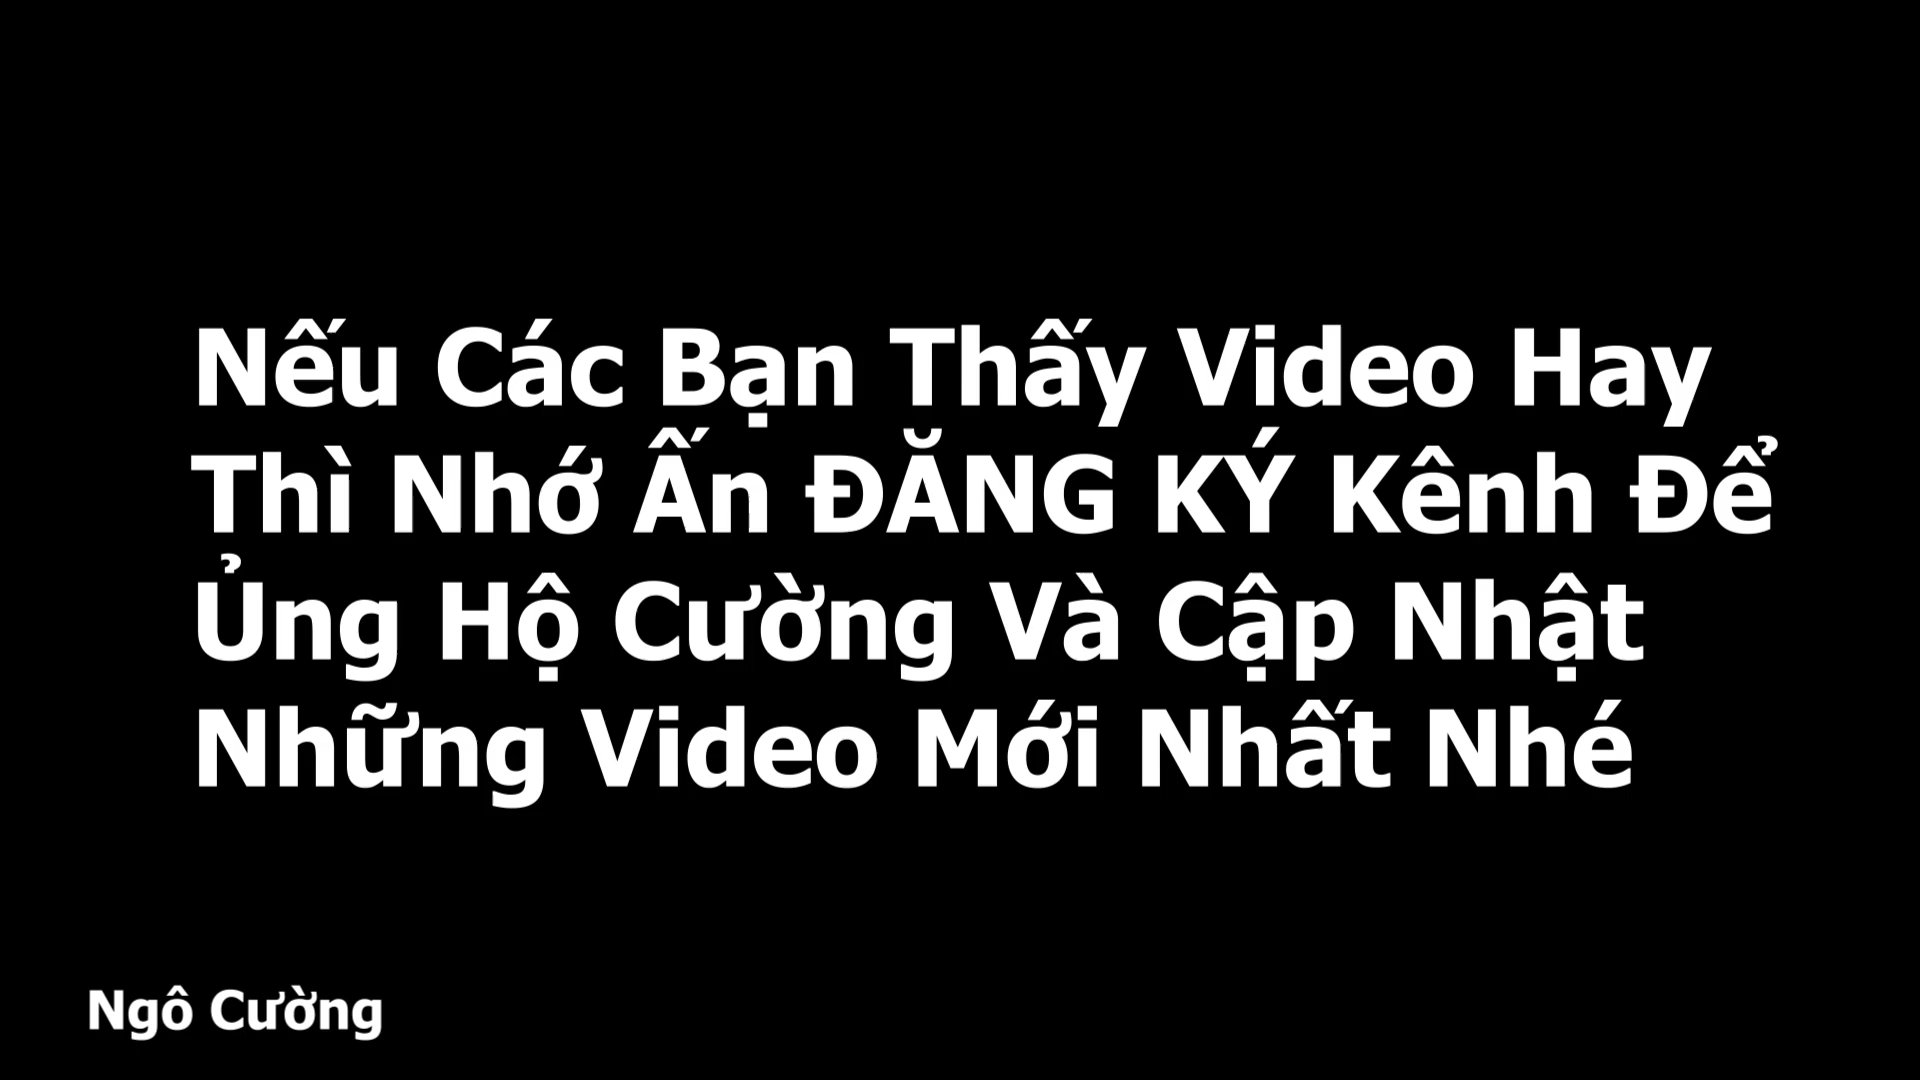 Nếu Các Bạn Thấy Video Hay
Thì Nhớ Ấn ĐĂNG KÝ Kênh Để
Ủng Hộ Cường Và Cập Nhật
Những Video Mới Nhất Nhé
Ngô Cường